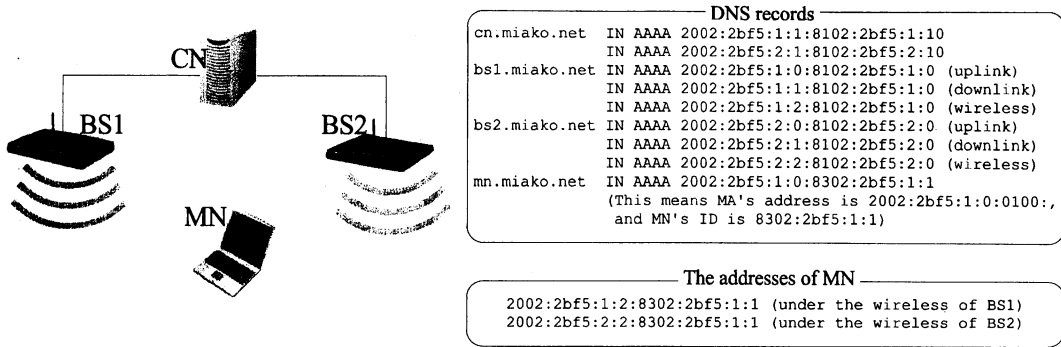 CN
BS1
BS2
MN
DNS records
cn.miako.net IN AAAA 2002:2bf5:1:1:8102:2bf5:1:10
IN AAAA 2002:2bf5:2:1:8102:2bf5:2:10
bs1.miako.net IN AAAA 2002:2bf5:1:0:8102:2bf5:1:0 (uplink)
IN AAAA 2002:2bf5:1:1:8102:2bf5:1:0 (downlink)
IN AAAA 2002:2bf5:1:2:8102:2bf5:1:0 (wireless)
bs2.miako.net IN AAAA 2002:2bf5:2:0:8102:2bf5:2:0 (uplink)
IN AAAA 2002:2bf5:2:1:8102:2bf5:2:0 (downlink)
IN AAAA 2002:2bf5:2:2:8102:2bf5:2:0 (wireless)
mn.miako.net IN AAAA 2002:2bf5:1:0:8302:2bf5:1:1
(This means MA's address is 2002:2bf5:1:0:0100:,
and MN's ID is 8302:2bf5:1:1)
The addresses of MN
2002:2bf5:1:2:8302:2bf5:1:1 (under the wireless of BS1)
2002:2bf5:2:2:8302:2bf5:1:1 (under the wireless of BS2)